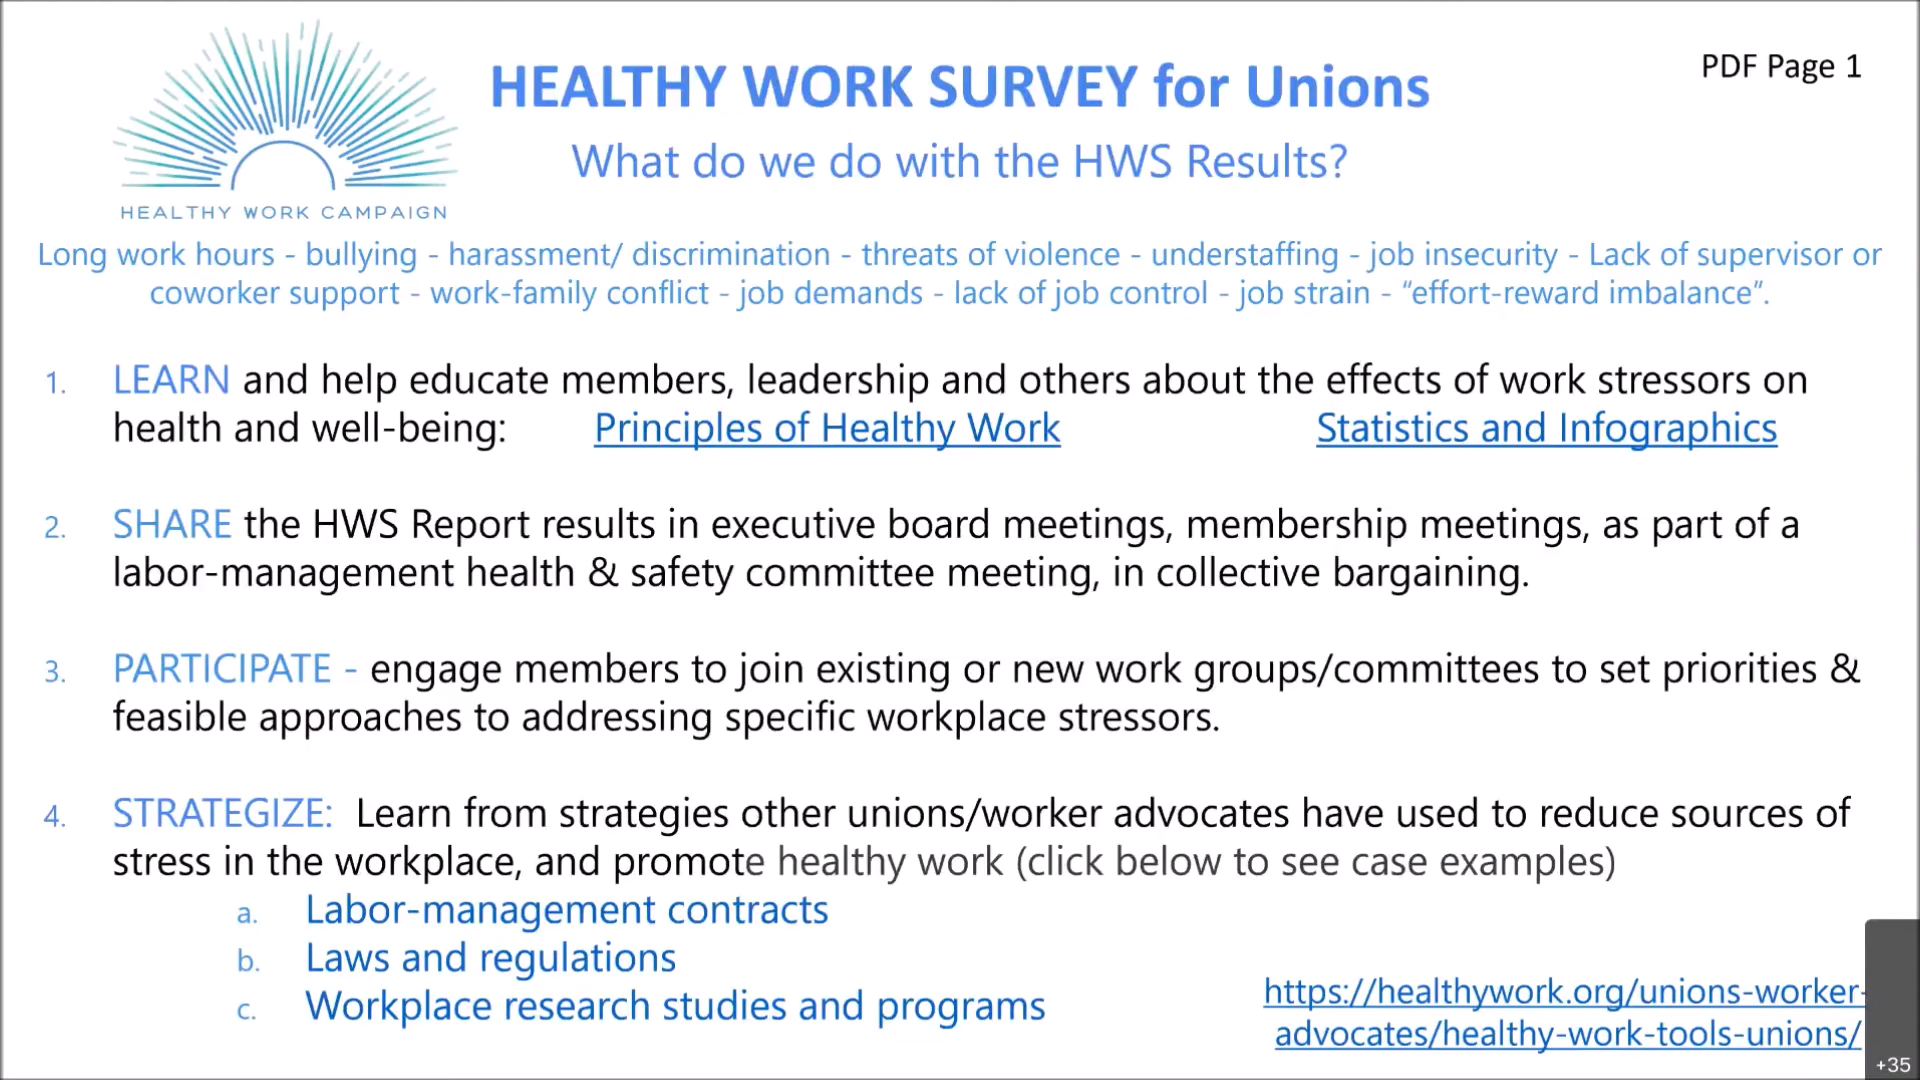 HEALTHY WORK SURVEY for Unions
PDF Page 1
What do we do with the HWS Results?
HEALTHY WORK CAMPAIGN
Long work hours - bullying - harassment/ discrimination - threats of violence - understaffing - job insecurity - Lack of supervisor or
coworker support - work-family conflict - job demands - lack of job control - job strain - “effort-reward imbalance”.
1. LEARN and help educate members, leadership and others about the effects of work stressors on
health and well-being: Principles of Healthy Work Statistics and Infographics
2. SHARE the HWS Report results in executive board meetings, membership meetings, as part of a
labor-management health & safety committee meeting, in collective bargaining.
3. PARTICIPATE - engage members to join existing or new work groups/committees to set priorities &
feasible approaches to addressing specific workplace stressors.
4. STRATEGIZE: Learn from strategies other unions/worker advocates have used to reduce sources of
stress in the workplace, and promote healthy work (click below to see case examples)
a. Labor-management contracts
b. Laws and regulations
c. Workplace research studies and programs
https://healthywork.org/unions-worker-
advocates/healthy-work-tools-unions/
+35